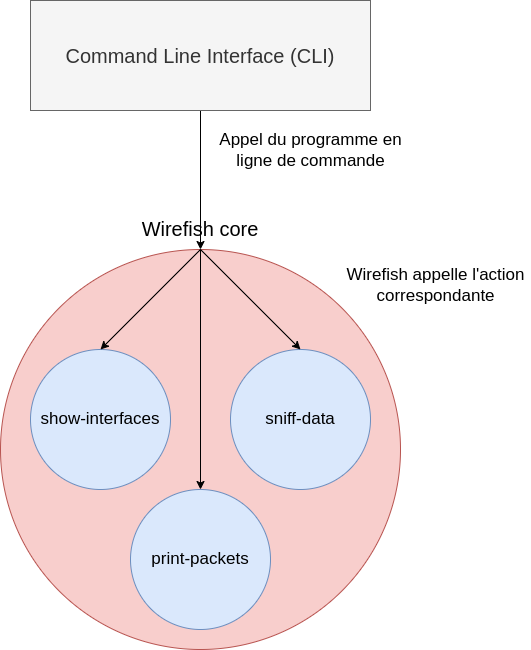 Command Line Interface (CLI)
Appel du programme en
ligne de commande
Wirefish core
Wirefish appelle l'action
correspondante
show-interfaces
sniff-data
print-packets